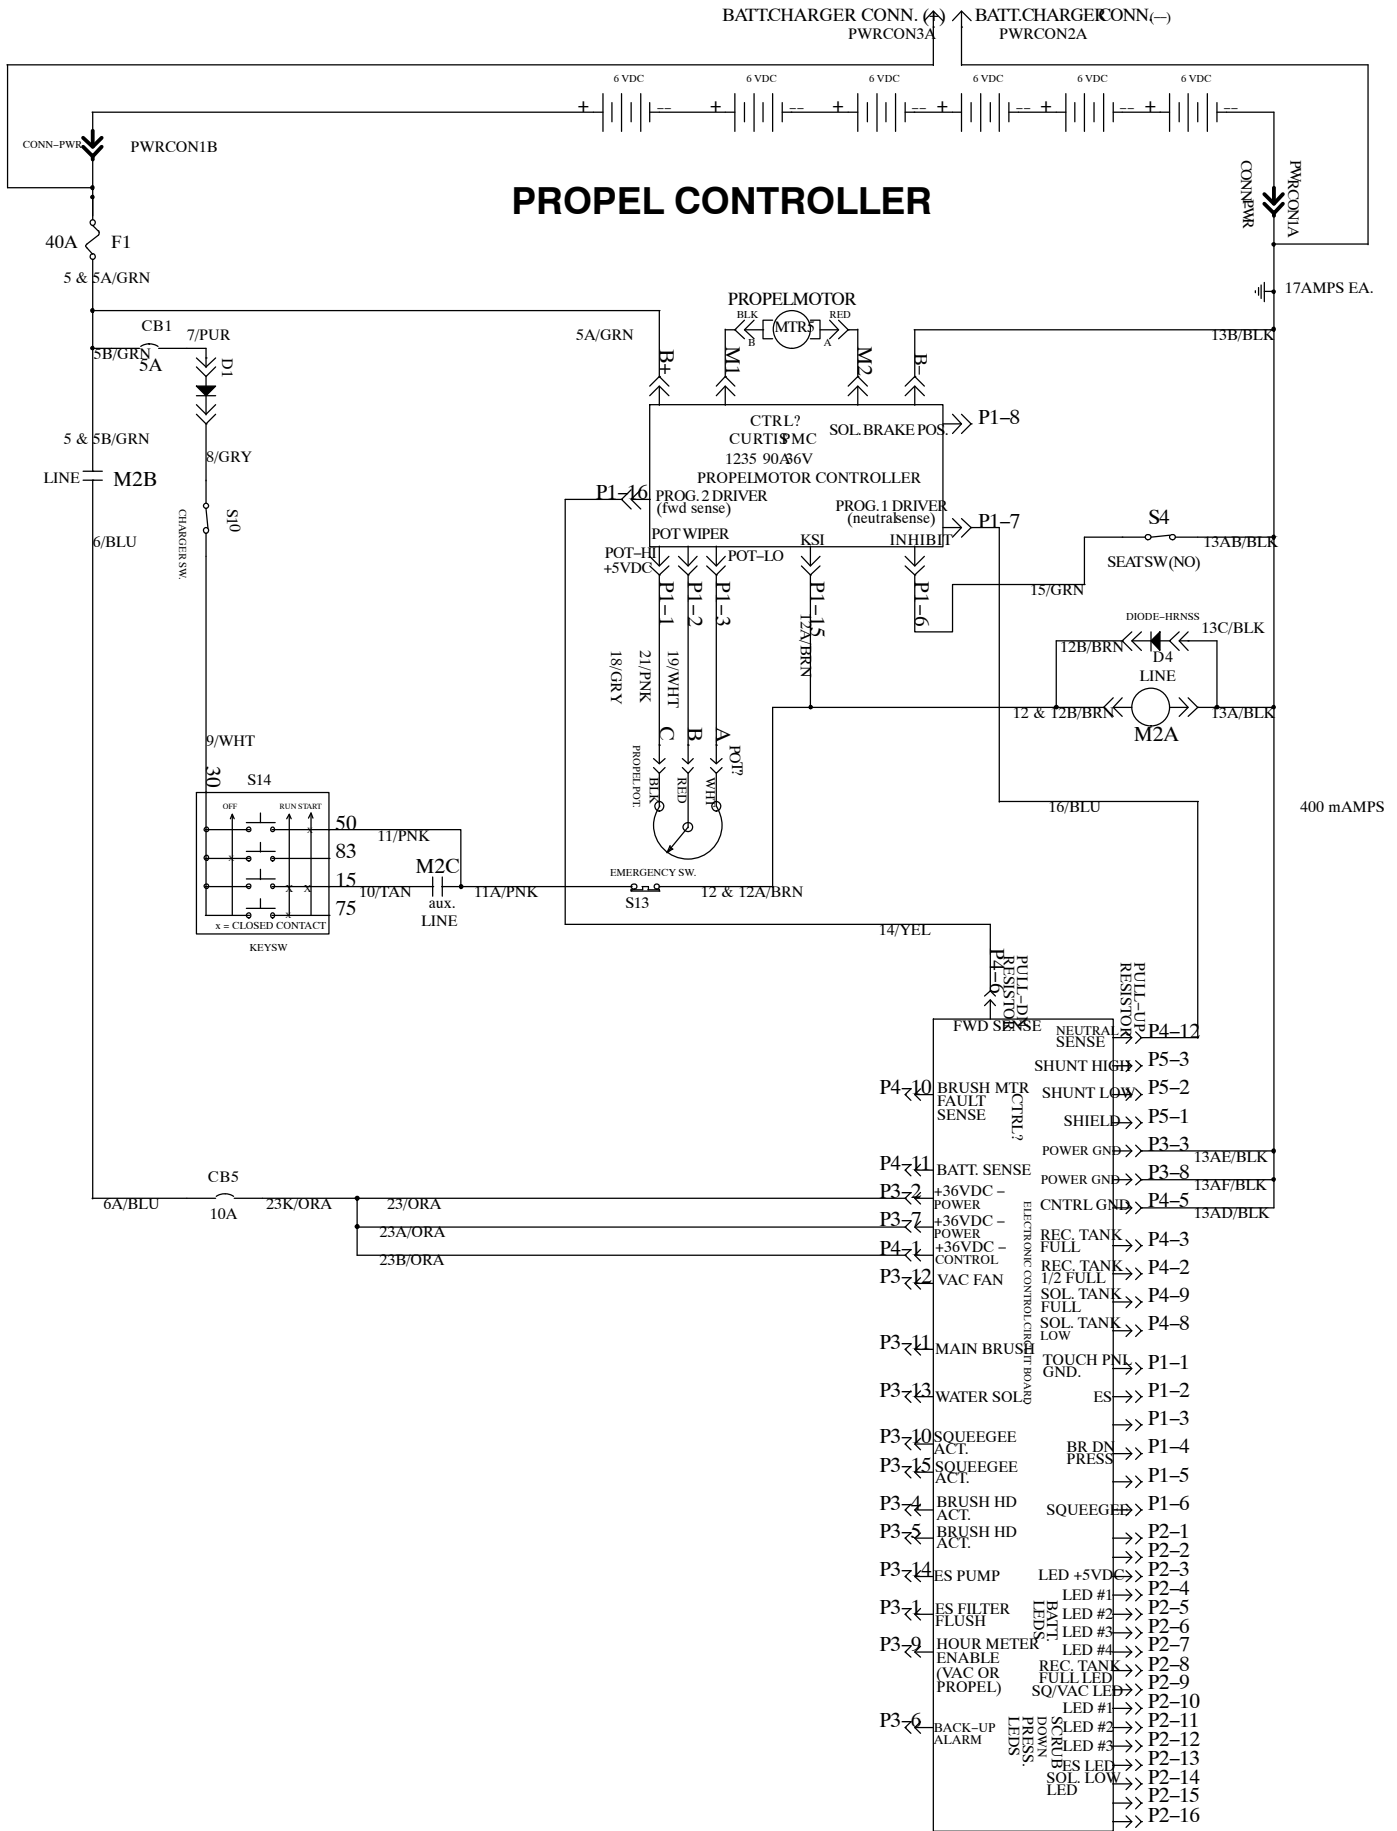 BATT.CHARGER CONN. (+)
BATT.CHARGER CONN.(—)
PWRCON3A
PWRCON2A
6 VDC
6 VDC
6 VDC
6 VDC
6 VDC
6 VDC
+ -- + -- + -- + -- + -- + --
CONN-PWR
PWRCON1B
PWRCON1A
CONN-PWR
PROPEL CONTROLLER
40A F1
5 & 5A/GRN
17AMPS EA.
PROPELMOTOR
BLK
RED
MTR5
B
A
CB1
7/PUR
5A/GRN
13B/BLK
5B/GRN
5A
D1
B+
M1
M2
B-
CTRL?
CURTIS PMC
1235 90A 36V
PROPELMOTOR CONTROLLER
SOL. BRAKE POS.
P1-8
5 & 5B/GRN
8/GRY
LINE
M2B
P1-16
PROG. 2 DRIVER
(fwd sense)
PROG. 1 DRIVER
(neutralsense)
P1-7
S10
CHARGER SW.
S4
6/BLU
POT WIPER
KSI
INHIBIT
13AB/BLK
POT-HI
+5VDC
POT-LO
SEATSW(NO)
P1-1
P1-2
P1-3
P1-15
P1-6
15/GRN
12A/BRN
DIODE-HRNSS
13C/BLK
12B/BRN
D4
18/GRY
21/PNK
19/WHT
LINE
12 & 12B/BRN
13A/BLK
M2A
9/WHT
C.
B.
A.
POT?
PROPEL POT.
BLK
RED
WHT
30
S14
OFF
RUN START
50
11/PNK
16/BLU
400 mAMPS
x
83
x
M2C
EMERGENCY SW.
15
x x
10/TAN
11A/PNK
12 & 12A/BRN
aux.
LINE
S13
75
x = CLOSED CONTACT
KEYSW
14/YEL
P4-6
PULL-DN
RESISTOR
PULL-UP
RESISTOR
FWD SENSE
NEUTRAL
SENSE
P4-12
SHUNT HIGH
P5-3
P4-10
BRUSH MTR
FAULT
SENSE
SHUNT LOW
P5-2
CTRL?
SHIELD
P5-1
POWER GND
P3-3
13AE/BLK
P4-11
BATT. SENSE
POWER GND
P3-8
13AF/BLK
CB5
6A/BLU
10A
23K/ORA
23/ORA
P3-2
+36VDC -
POWER
CNTRL GND
P4-5
13AD/BLK
23A/ORA
P3-7
+36VDC -
POWER
ELECTRONIC CONTROL CIRCUIT BOARD
REC. TANK
FULL
P4-3
23B/ORA
P4-1
+36VDC -
CONTROL
REC. TANK
1/2 FULL
P4-2
P3-12
VAC FAN
SOL. TANK
FULL
P4-9
SOL. TANK
LOW
P4-8
P3-11
MAIN BRUSH
TOUCH PNL
GND.
P1-1
P3-13
WATER SOL.
ES
P1-2
P1-3
P3-10
SQUEEGEE
ACT.
BR DN
PRESS
P1-4
P3-15
SQUEEGEE
ACT.
P1-5
P3-4
BRUSH HD
ACT.
SQUEEGEE
P1-6
P3-5
BRUSH HD
ACT.
P2-1
P2-2
P3-14
ES PUMP
LED +5VDC
P2-3
LED #1
P2-4
P3-1
ES FILTER
FLUSH
BATT.
LEDS
LED #2
P2-5
LED #3
P2-6
P3-9
HOUR METER
ENABLE
(VAC OR
PROPEL)
LED #4
P2-7
REC. TANK
FULL LED
P2-8
SQ/VAC LED
P2-9
LED #1
P2-10
P3-6
BACK-UP
ALARM
SCRUB
DOWN
PRESS.
LEDS
LED #2
P2-11
LED #3
P2-12
ES LED
P2-13
SOL. LOW
LED
P2-14
P2-15
P2-16